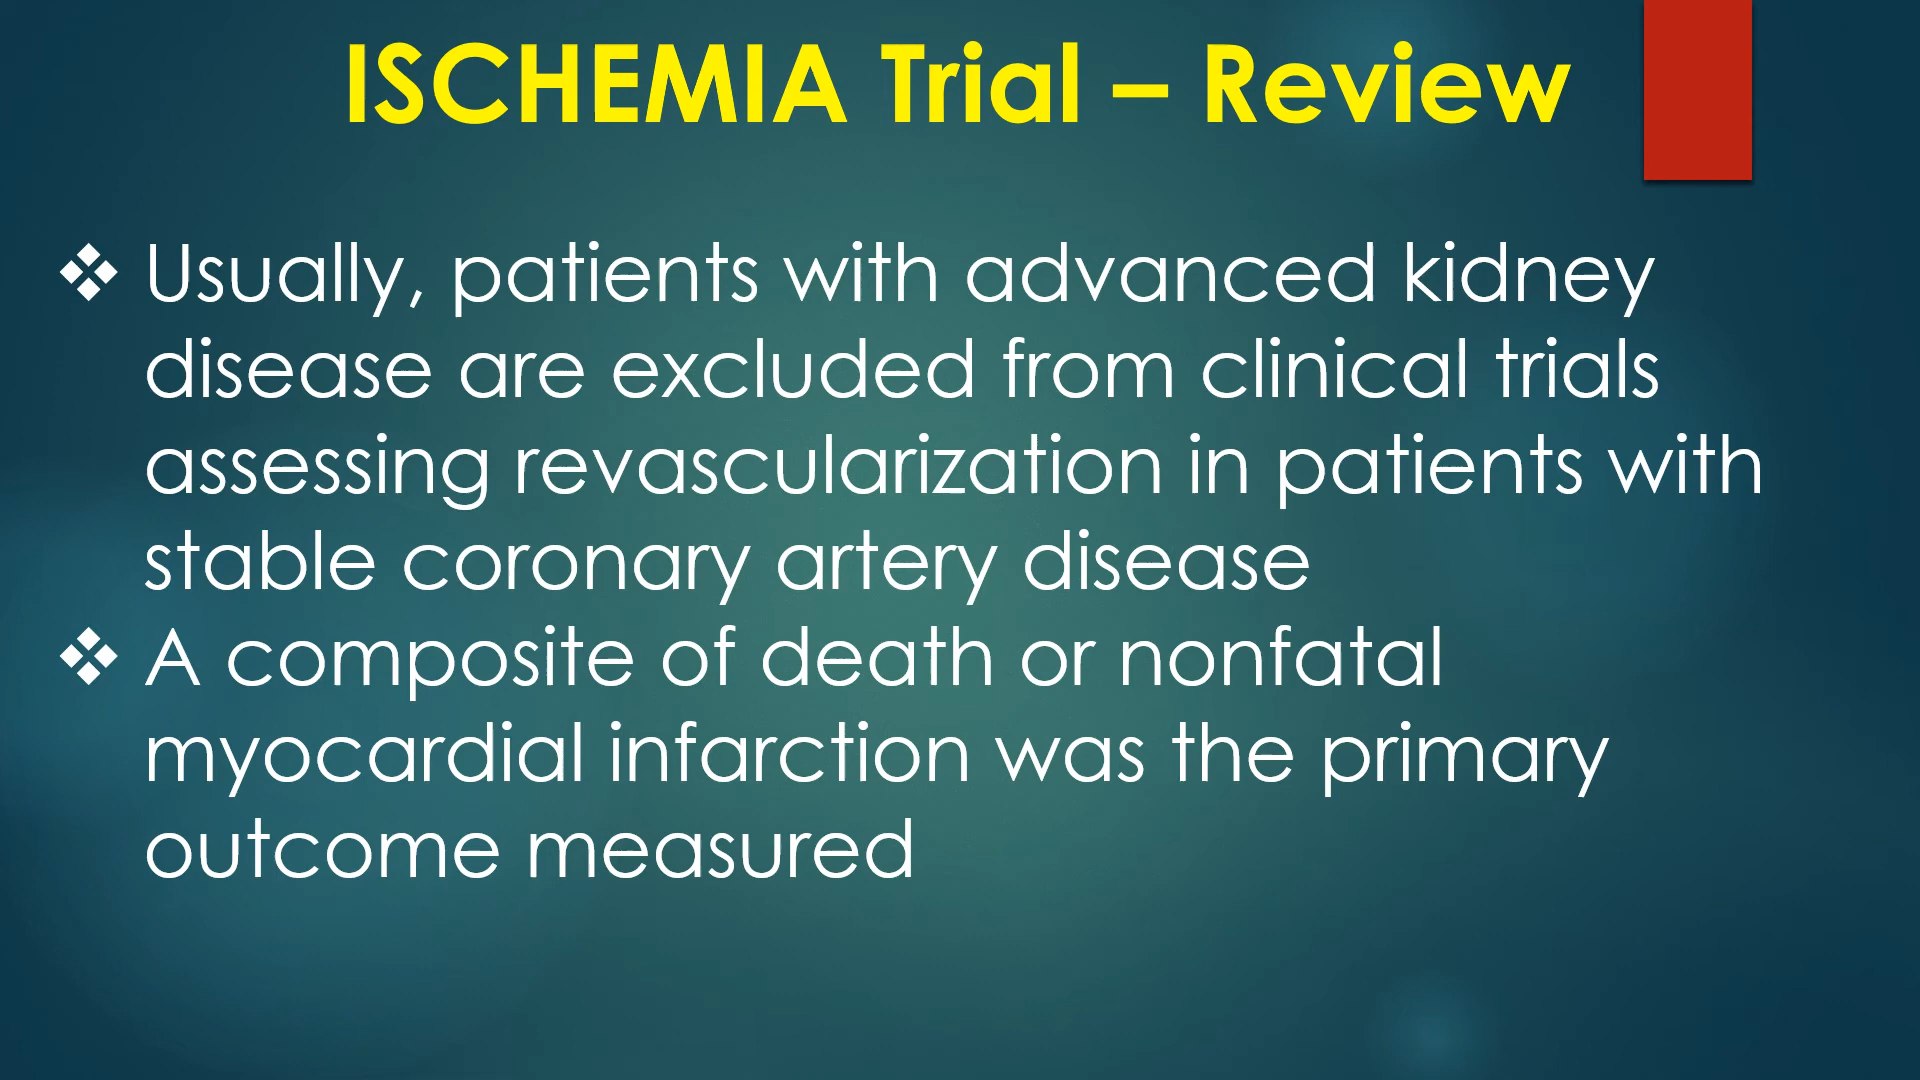 ISCHEMIA Trial – Review
❖ Usually, patients with advanced kidney
disease are excluded from clinical trials
assessing revascularization in patients with
stable coronary artery disease
❖ A composite of death or nonfatal
myocardial infarction was the primary
outcome measured